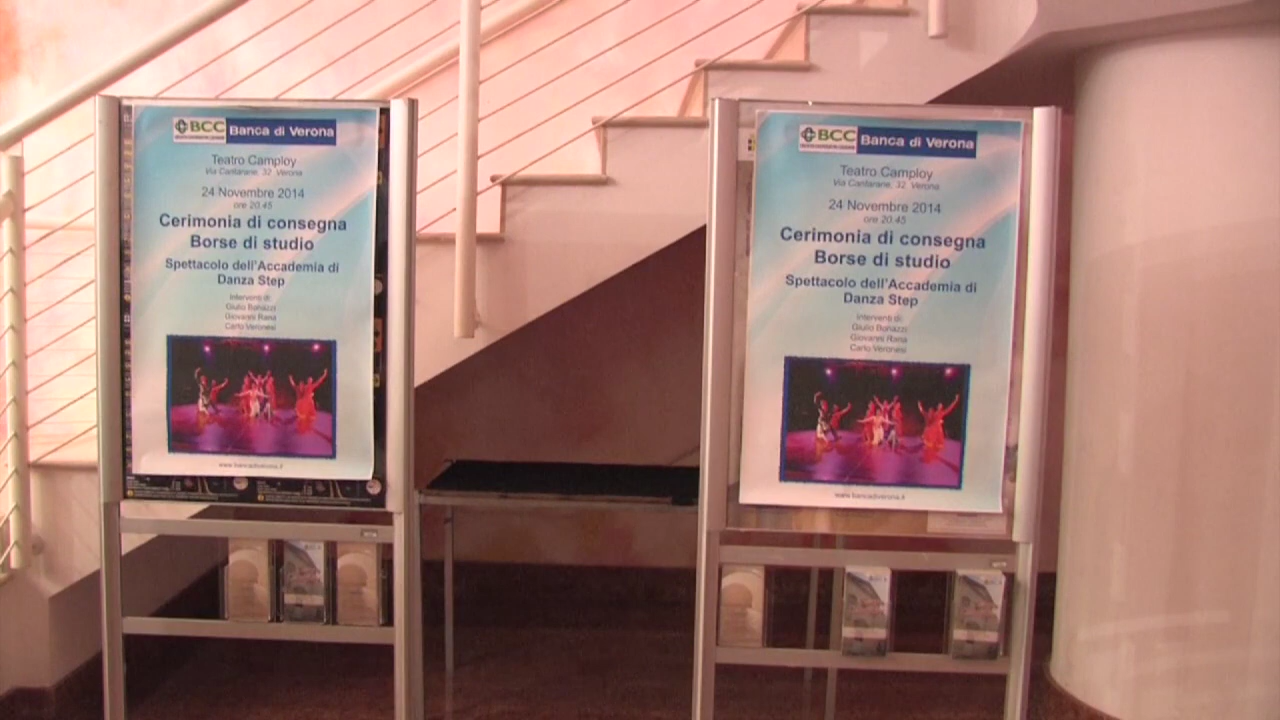 BCC Banca di Verona
Teatro Camploy
Via Cantarane, 32 Verona
24 Novembre 2014
ore 20.45
Cerimonia di consegna
Borse di studio
Spettacolo dell'Accademia di
Danza Step
Interventi di:
Giulio Bonazzi
Giovanni Rana
Carlo Veronesi
www.bancadiverona.it
BCC Banca di Verona
Teatro Camploy
Via Cantarane, 32 Verona
24 Novembre 2014
ore 20.45
Cerimonia di consegna
Borse di studio
Spettacolo dell'Accademia di
Danza Step
Interventi di:
Giulio Bonazzi
Giovanni Rana
Carlo Veronesi
www.bancadiverona.it